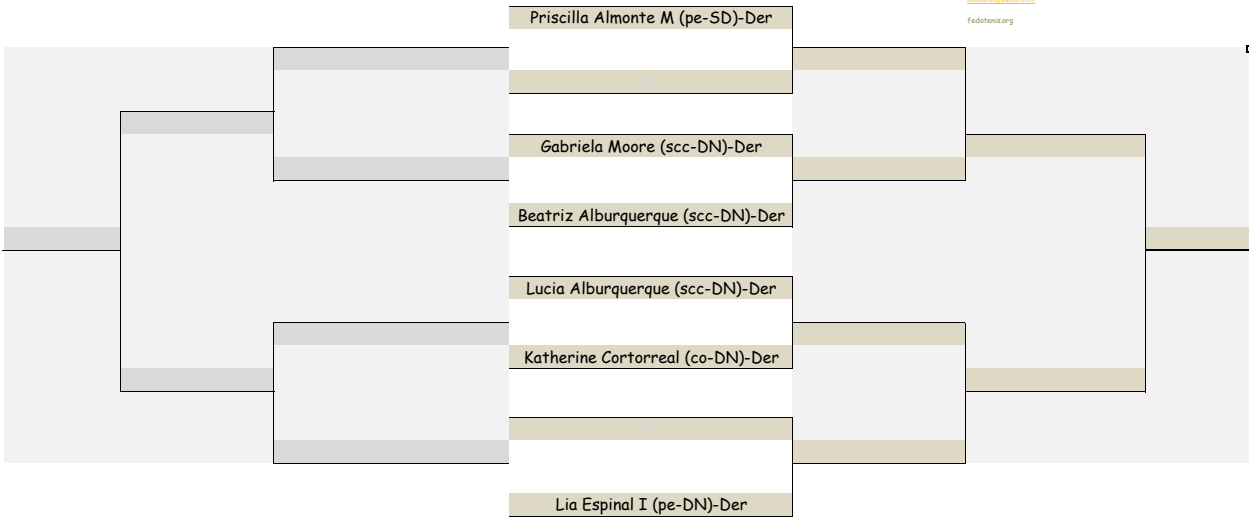 Priscilla Almonte M (pe-SD)-Der
fedotenis.org
Gabriela Moore (scc-DN)-Der
Beatriz Alburquerque (scc-DN)-Der
Lucia Alburquerque (scc-DN)-Der
Katherine Cortorreal (co-DN)-Der
Lia Espinal I (pe-DN)-Der